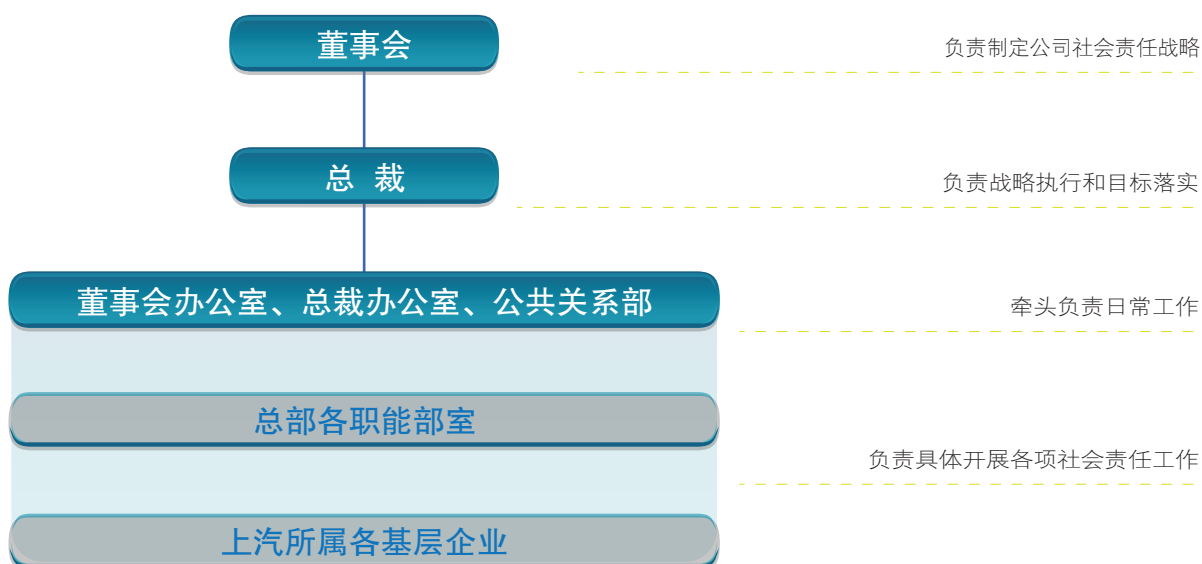 董事会
负责制定公司社会责任战略
总 裁
负责战略执行和目标落实
董事会办公室、总裁办公室、公共关系部
牵头负责日常工作
总部各职能部室
负责具体开展各项社会责任工作
上汽所属各基层企业